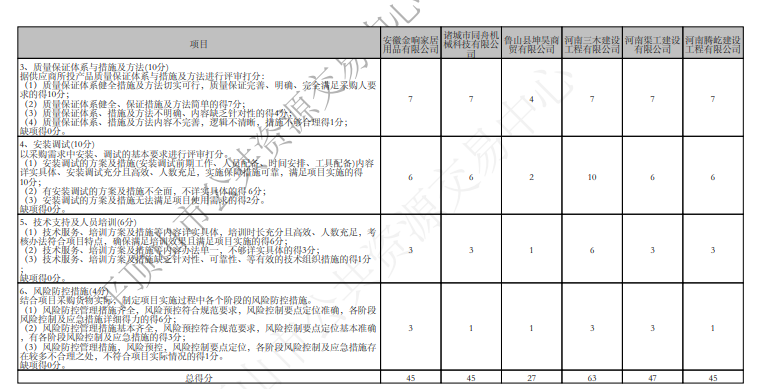 项目
安徽金响家居用品有限公司
诸城市同舟机械科技有限公司
鲁山县坤昊商贸有限公司
河南三木建设工程有限公司
河南渠工建设有限公司
河南腾屹建设工程有限公司
3、质量保证体系与措施及方法(10分)
据供应商所投产品质量保证体系与措施及方法进行评审打分：
（1）质量保证体系健全措施及方法切实可行，质量保证完善、明确，完全满足采购人要
求的得10分；
（2）质量保证体系健全、保证措施及方法简单的得7分；
（3）质量保证体系、措施及方法不明确、内容缺乏针对性的得4分；
（4）质量保证体系、措施及方法内容不完善，逻辑不清晰，措施不够合理得1分；
缺项得0分。
7 7 4 7 7 7
4、安装调试(10分)
以采购需求中安装、调试的基本要求进行评审打分。
（1）安装调试的方案及措施(安装调试前期工作、人员配备、时间安排、工具配备)内容
详实具体、安装调试充分且高效、人数充足，实施保障措施可靠，满足项目实施的得
10分；
（2）有安装调试的方案及措施不全面，不详实具体的得 6分；
（3）安装调试的方案及措施无法满足项目使用需求的得2分。
缺项得0分。
6 6 2 10 6 6
5、技术支持及人员培训(6分)
（1）技术服务、培训方案及措施等内容详实具体，培训时长充分且高效、人数充足，考
核办法符合项目特点，确保满足培训效果且满足项目实施的得6分；
（2）技术服务、培训方案及措施等内容办法单一，不够详实具体的得3分；
（3）技术服务、培训方案及措施缺乏针对性、可靠性、等有效的技术组织措施的得1分
；
缺项得0分。
3 3 1 6 3 3
6、风险防控措施(4分)
结合项目采购货物实际，制定项目实施过程中各个阶段的风险防控措施。
（1）风险防控管理措施齐全，风险预控符合规范要求，风险控制要点定位准确，各阶段
风险控制及应急措施详细得力的得6分；
（2）风险防控管理措施基本齐全，风险预控符合规范要求，风险控制要点定位基本准确
，有各阶段风险控制及应急措施的得3分；
（3）风险防控管理措施，风险预控，风险控制要点定位，各阶段风险控制及应急措施存
在较多不合理之处，不符合项目实际情况的得1分。
缺项得0分。
3 1 1 3 3 1
总得分 45 45 27 63 47 45